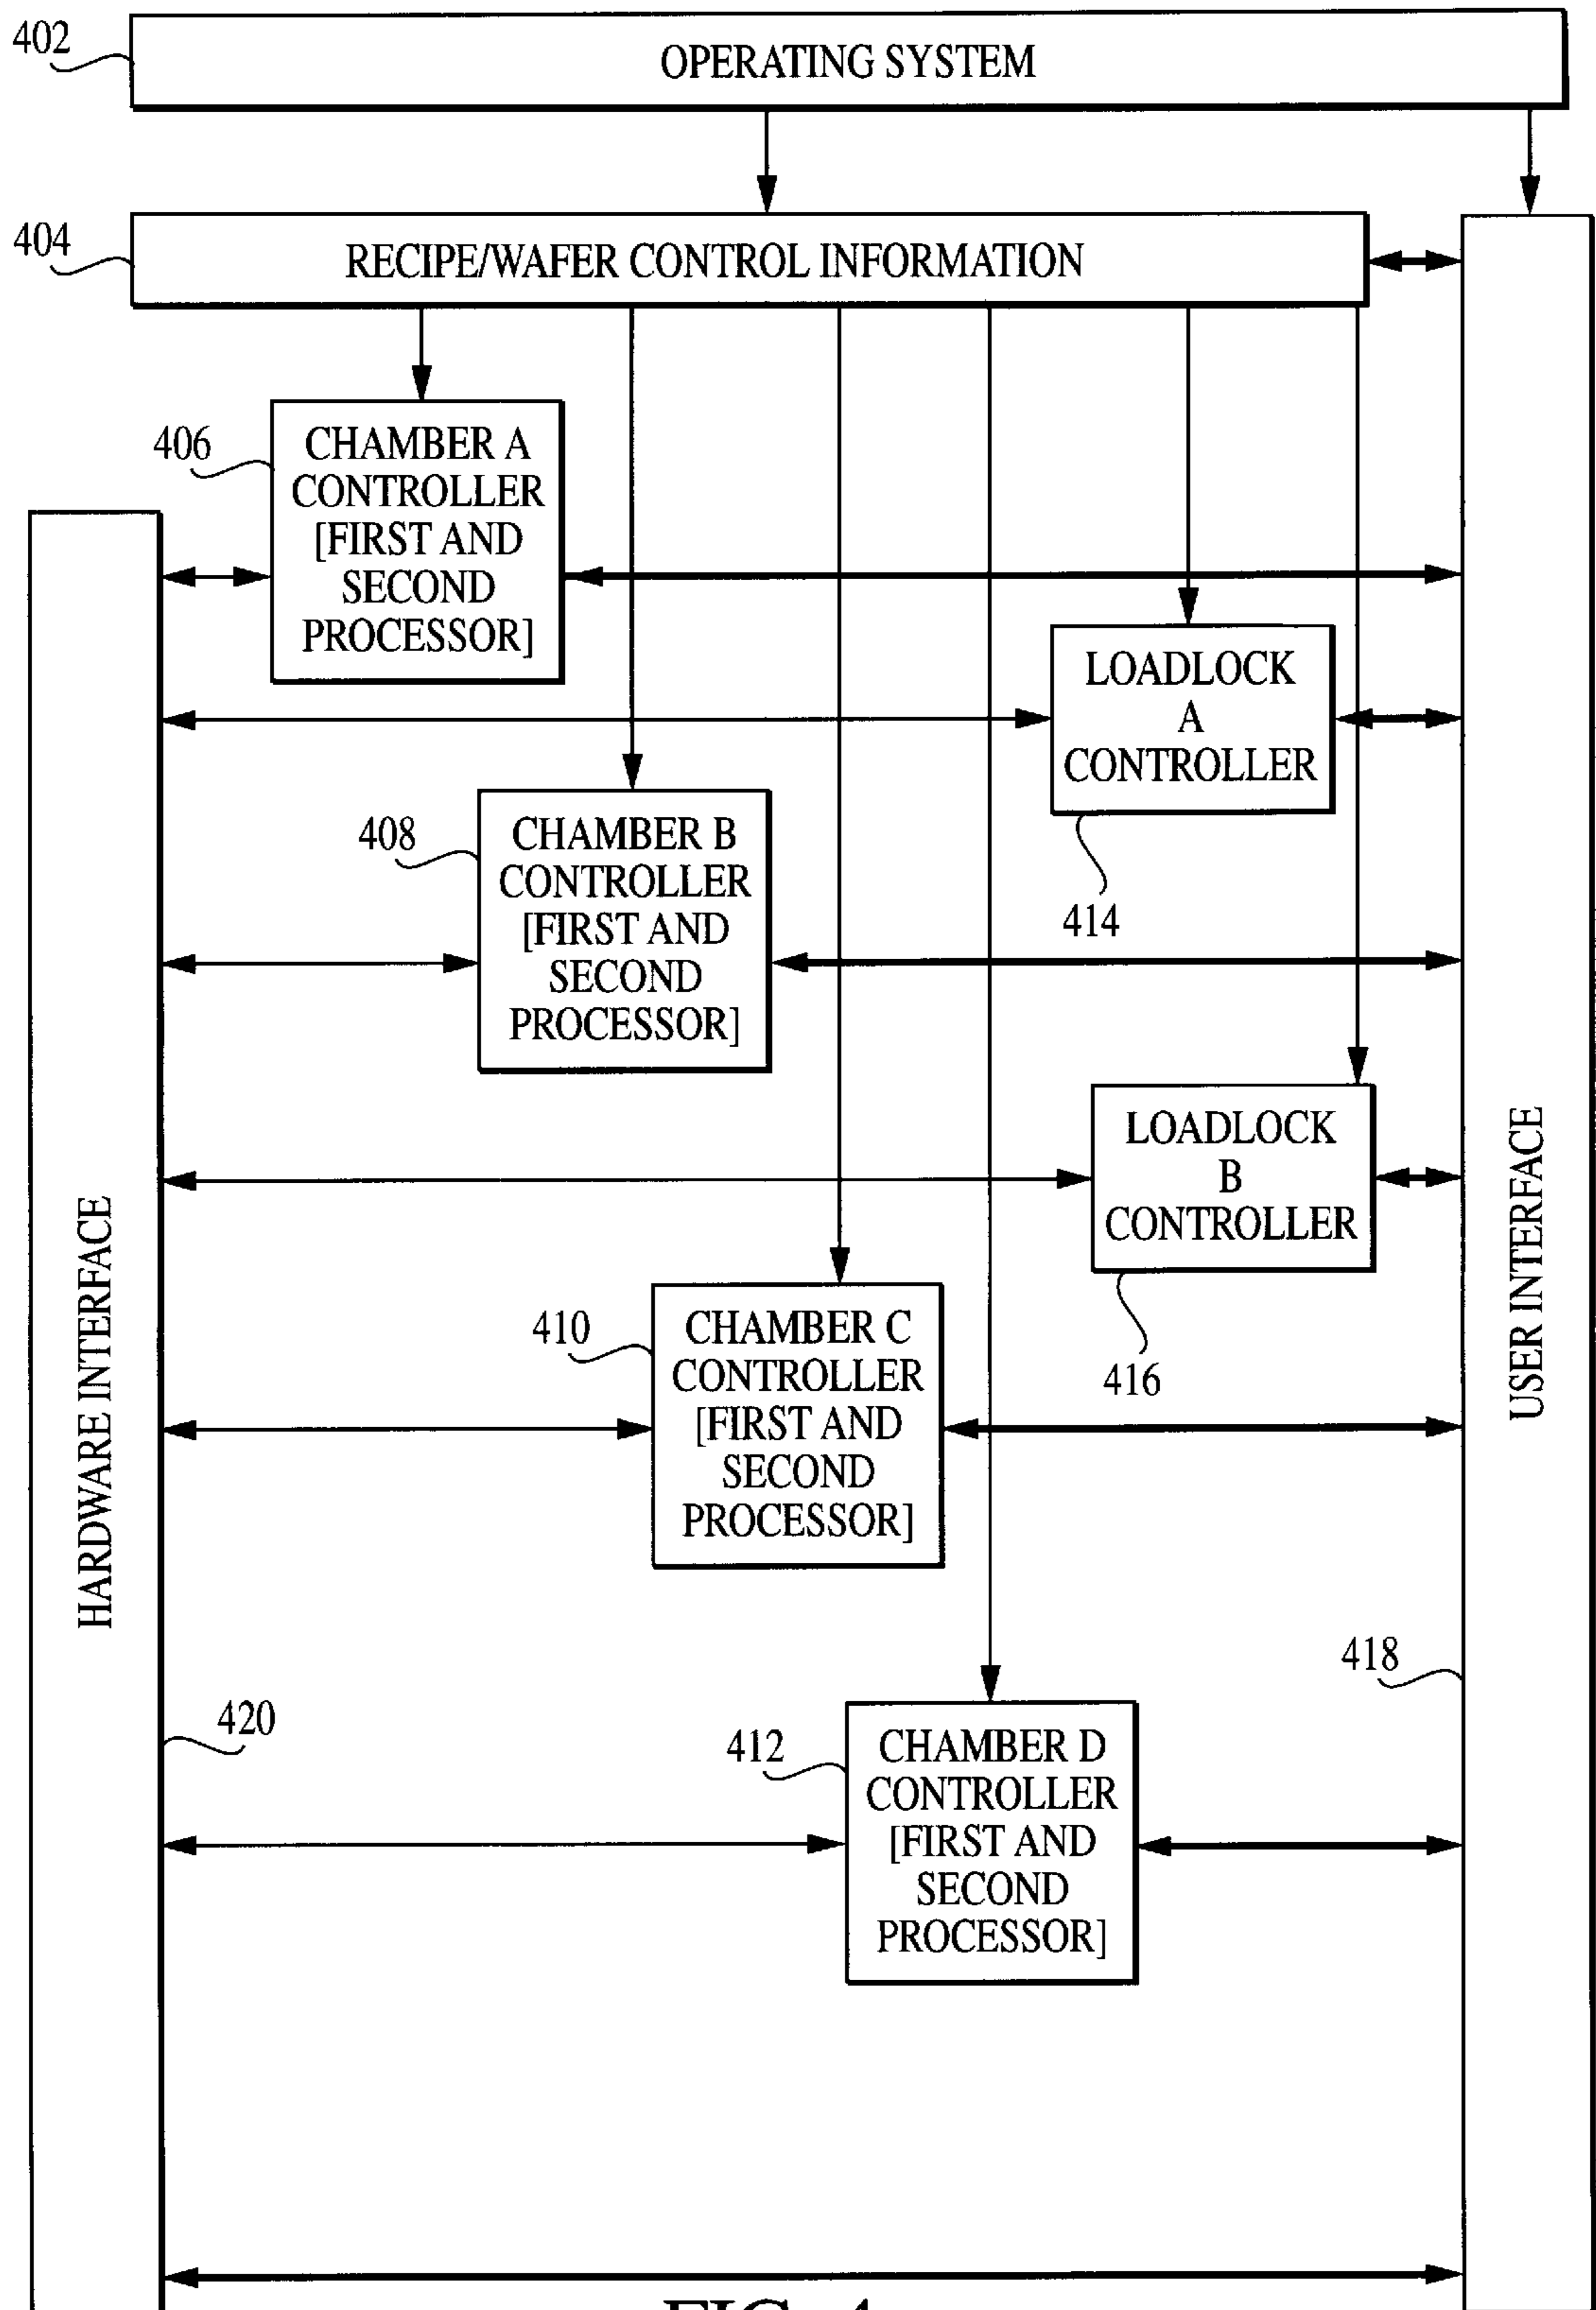 402
OPERATING SYSTEM
404
RECIPE/WAFER CONTROL INFORMATION
406
CHAMBER A
CONTROLLER
[FIRST AND
SECOND
PROCESSOR]
LOADLOCK
A
CONTROLLER
414
408
CHAMBER B
CONTROLLER
[FIRST AND
SECOND
PROCESSOR]
LOADLOCK
B
CONTROLLER
416
HARDWARE INTERFACE
USER INTERFACE
410
CHAMBER C
CONTROLLER
[FIRST AND
SECOND
PROCESSOR]
418
420
412
CHAMBER D
CONTROLLER
[FIRST AND
SECOND
PROCESSOR]
FIG. 4